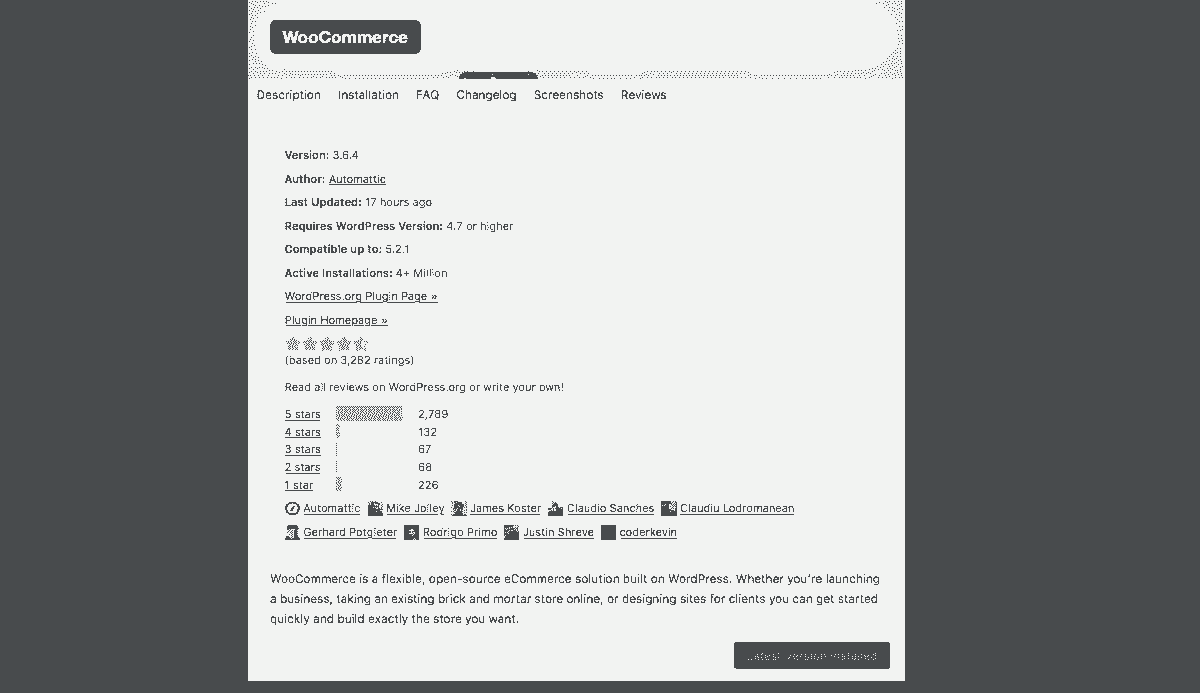 WooCommerce
Description Installation FAQ Changelog Screenshots Reviews
Version: 3.6.4
Author: Automattic
Last Updated: 17 hours ago
Requires WordPress Version: 4.7 or higher
Compatible up to: 5.2.1
Active Installations: 4+ Million
WordPress.org Plugin Page »
Plugin Homepage »
(based on 3,282 ratings)
Read all reviews on WordPress.org or write your own!
5 stars 2,789
4 stars 132
3 stars 67
2 stars 68
1 star 226
Automattic Mike Jolley James Koster Claudio Sanches Claudiu Lodromanean
Gerhard Potgieter Rodrigo Primo Justin Shreve coderkevin
WooCommerce is a flexible, open-source eCommerce solution built on WordPress. Whether you're launching
a business, taking an existing brick and mortar store online, or designing sites for clients you can get started
quickly and build exactly the store you want.
Latest Version Installed